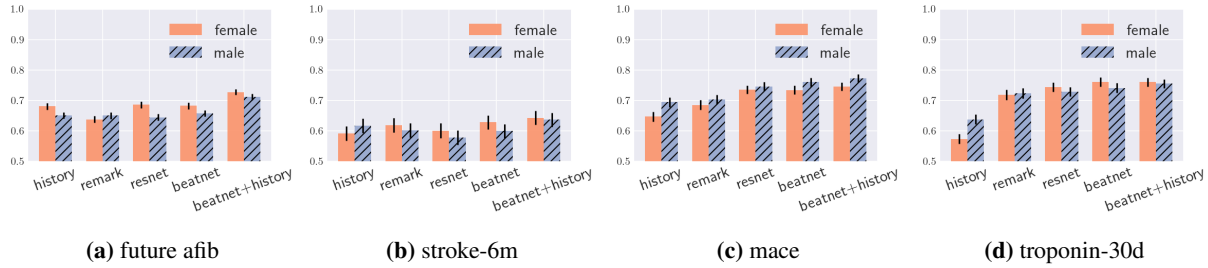 1.0
0.9
0.8
0.7
0.6
0.5
female
male
history
remark
resnet
beatnet
beatnet+history
(a) future afib
1.0
0.9
0.8
0.7
0.6
0.5
female
male
history
remark
resnet
beatnet
beatnet+history
(b) stroke-6m
1.0
0.9
0.8
0.7
0.6
0.5
female
male
history
remark
resnet
beatnet
beatnet+history
(c) mace
1.0
0.9
0.8
0.7
0.6
0.5
female
male
history
remark
resnet
beatnet
beatnet+history
(d) troponin-30d